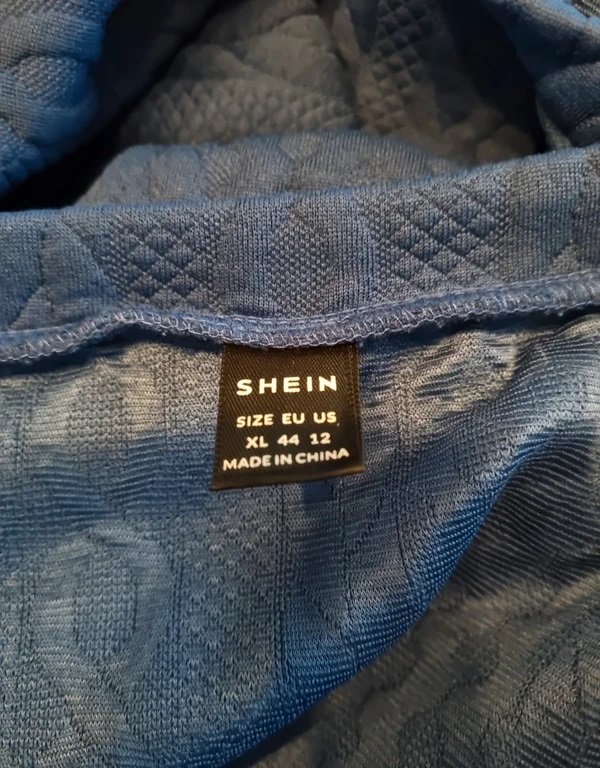 SHEIN
SIZE EU US
XL 44 12
MADE IN CHINA